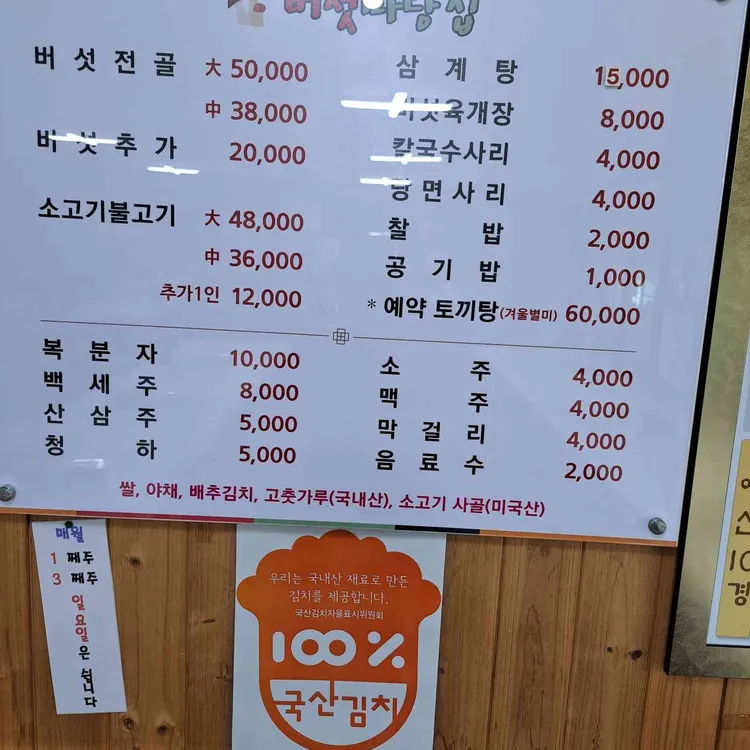 버섯마당집
버섯전골 大 50,000
中 38,000
버섯추가 20,000
소고기불고기 大 48,000
中 36,000
추가1인 12,000
삼계탕 15,000
버섯육개장 8,000
칼국수사리 4,000
당면사리 4,000
찰밥 2,000
공기밥 1,000
* 예약 토끼탕(겨울별미) 60,000
복분자 10,000
백세주 8,000
산삼주 5,000
청하 5,000
소주 4,000
맥주 4,000
막걸리 4,000
음료수 2,000
쌀, 야채, 배추김치, 고춧가루(국내산), 소고기 사골(미국산)
매월
1 째주
3 째주
일요일은 쉽니다
우리는 국내산 재료로 만든
김치를 제공합니다.
국산김치자율표시위원회
100%
국산김치